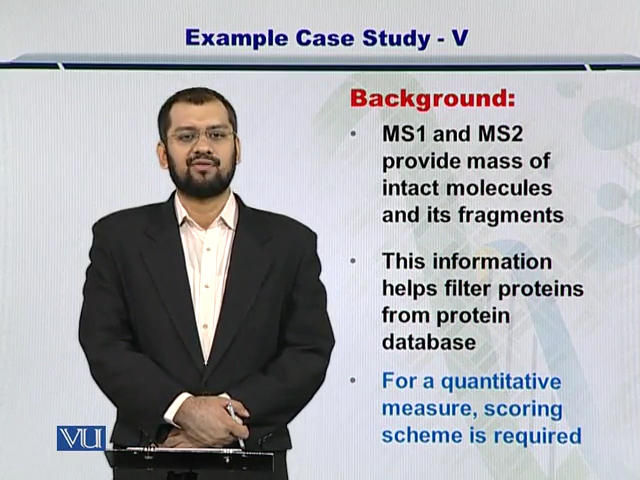 Example Case Study - V
Background:
• MS1 and MS2
provide mass of
intact molecules
and its fragments
• This information
helps filter proteins
from protein
database
• For a quantitative
measure, scoring
scheme is required
VU